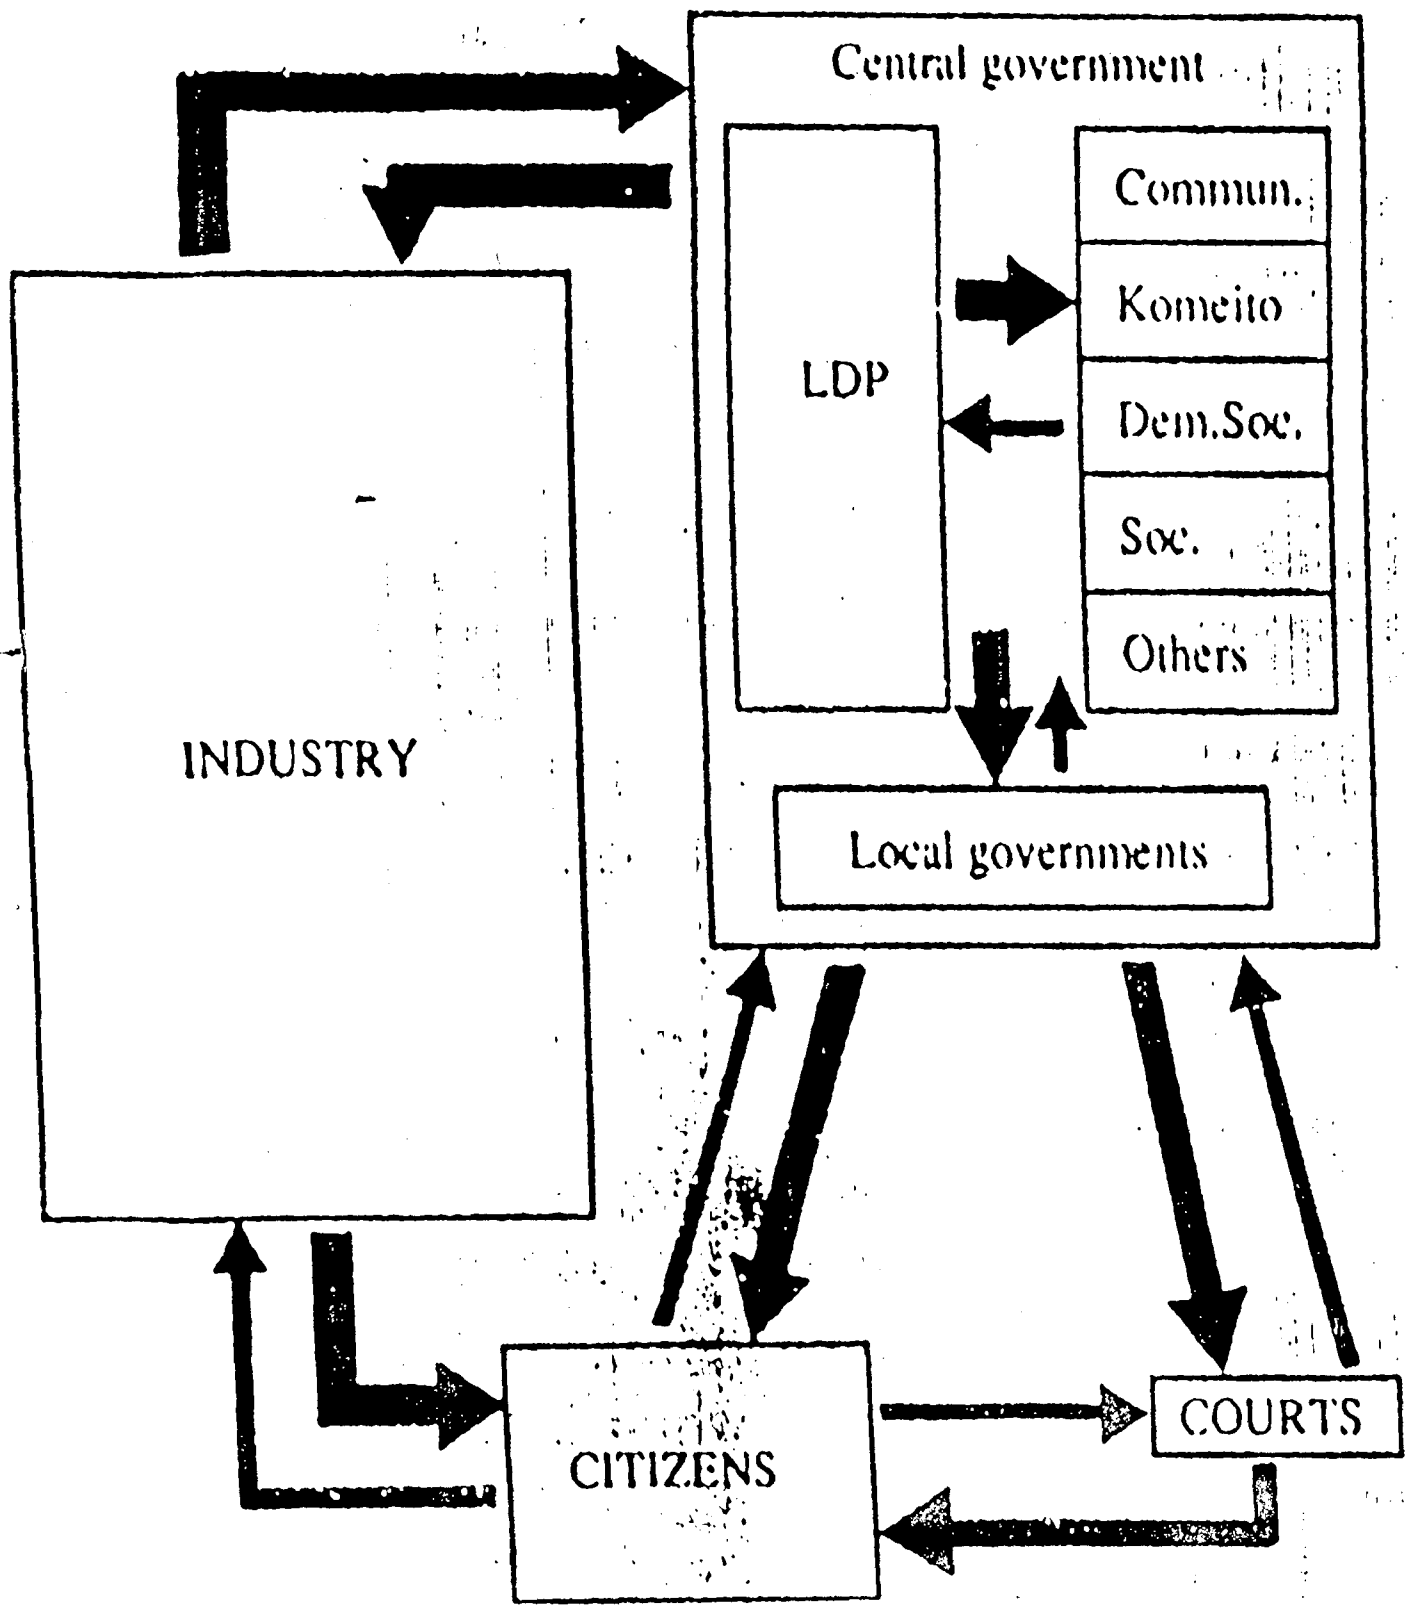 Central government
LDP
Commun.
Komeito
Dem.Soc.
Soc.
Others
Local governments
INDUSTRY
CITIZENS
COURTS